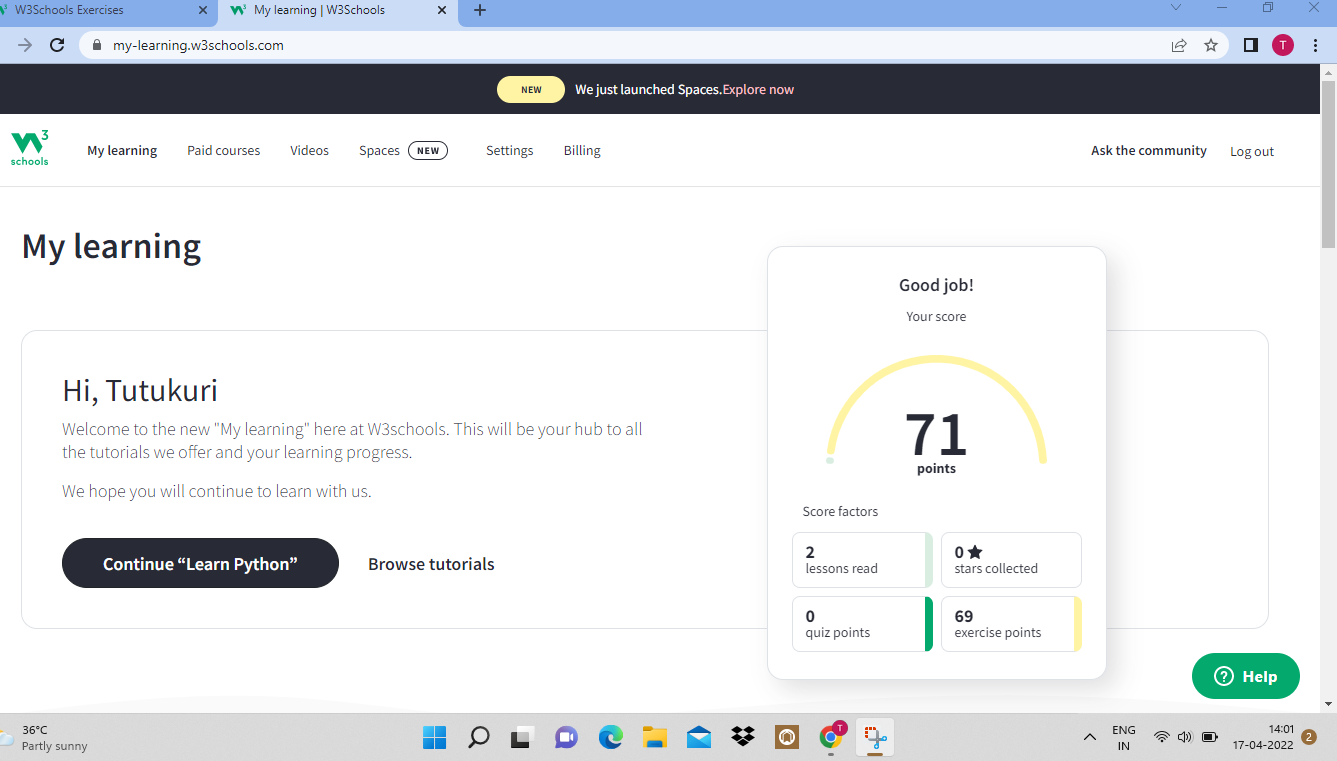 W3Schools Exercises
My learning | W3Schools
my-learning.w3schools.com
T
NEW We just launched Spaces.Explore now
W3 schools
My learning Paid courses Videos Spaces NEW Settings Billing Ask the community Log out
My learning
Good job!
Your score
71
points
Score factors
2
lessons read
0 ★
stars collected
0
quiz points
69
exercise points
Hi, Tutukuri
Welcome to the new "My learning" here at W3schools. This will be your hub to all
the tutorials we offer and your learning progress.
We hope you will continue to learn with us.
Continue “Learn Python” Browse tutorials
? Help
36°C
Partly sunny
T
ENG
IN
14:01
17-04-2022
2